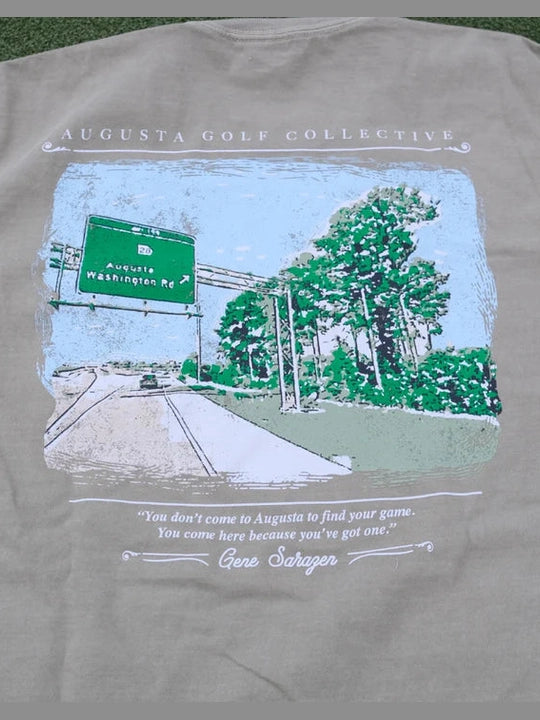 AUGUSTA GOLF COLLECTIVE
20
Augusta
Washington Rd
“You don't come to Augusta to find your game.
You come here because you've got one.”
Gene Sarazen